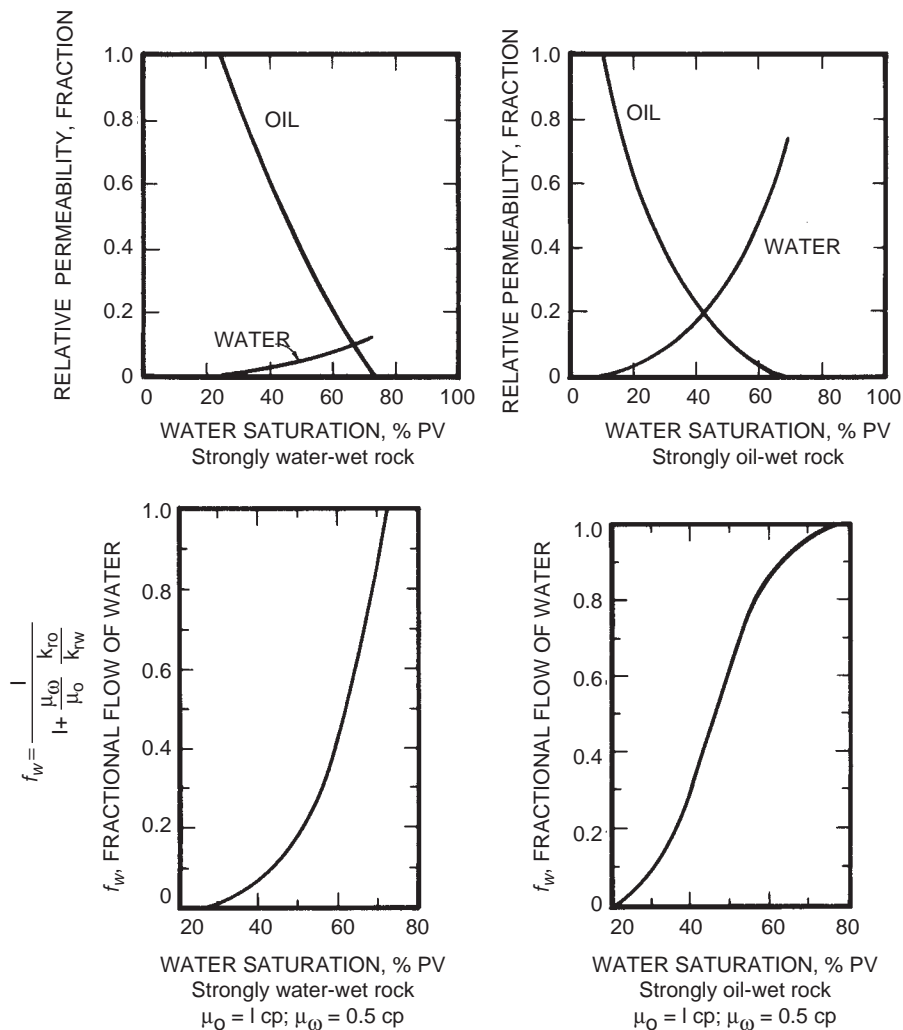 RELATIVE PERMEABILITY, FRACTION
1.0
0.8
0.6
0.4
0.2
0
OIL
WATER
0 20 40 60 80 100
WATER SATURATION, % PV
Strongly water-wet rock
RELATIVE PERMEABILITY, FRACTION
1.0
0.8
0.6
0.4
0.2
0
OIL
WATER
0 20 40 60 80 100
WATER SATURATION, % PV
Strongly oil-wet rock
f_w = I / (I + μ_ω/μ_o k_ro/k_rw)
f_w, FRACTIONAL FLOW OF WATER
1.0
0.8
0.6
0.4
0.2
0
20 40 60 80
WATER SATURATION, % PV
Strongly water-wet rock
μ_o = I cp; μ_ω = 0.5 cp
f_w, FRACTIONAL FLOW OF WATER
1.0
0.8
0.6
0.4
0.2
0
20 40 60 80
WATER SATURATION, % PV
Strongly oil-wet rock
μ_o = I cp; μ_ω = 0.5 cp